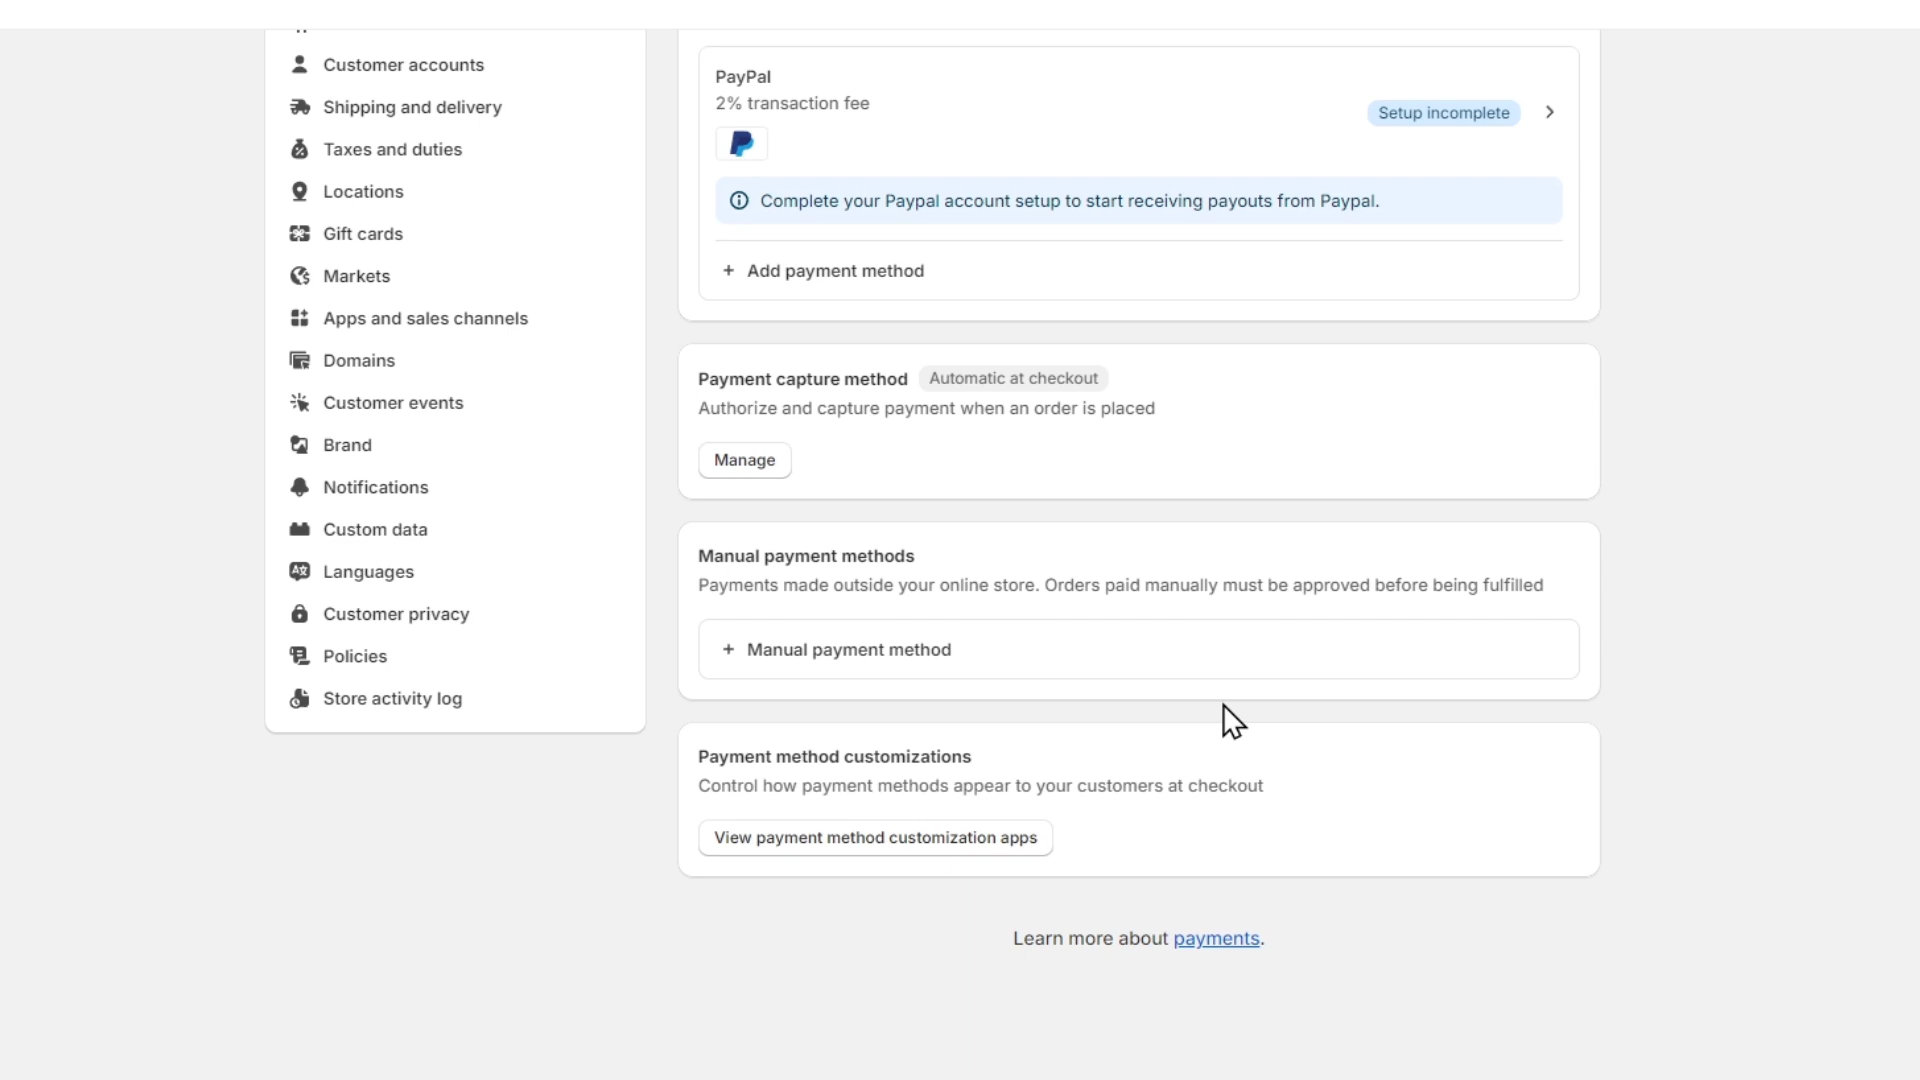 Customer accounts
Shipping and delivery
Taxes and duties
Locations
Gift cards
Markets
Apps and sales channels
Domains
Customer events
Brand
Notifications
Custom data
Languages
Customer privacy
Policies
Store activity log
PayPal
2% transaction fee
Setup incomplete
Complete your Paypal account setup to start receiving payouts from Paypal.
+ Add payment method
Payment capture method Automatic at checkout
Authorize and capture payment when an order is placed
Manage
Manual payment methods
Payments made outside your online store. Orders paid manually must be approved before being fulfilled
+ Manual payment method
Payment method customizations
Control how payment methods appear to your customers at checkout
View payment method customization apps
Learn more about payments.